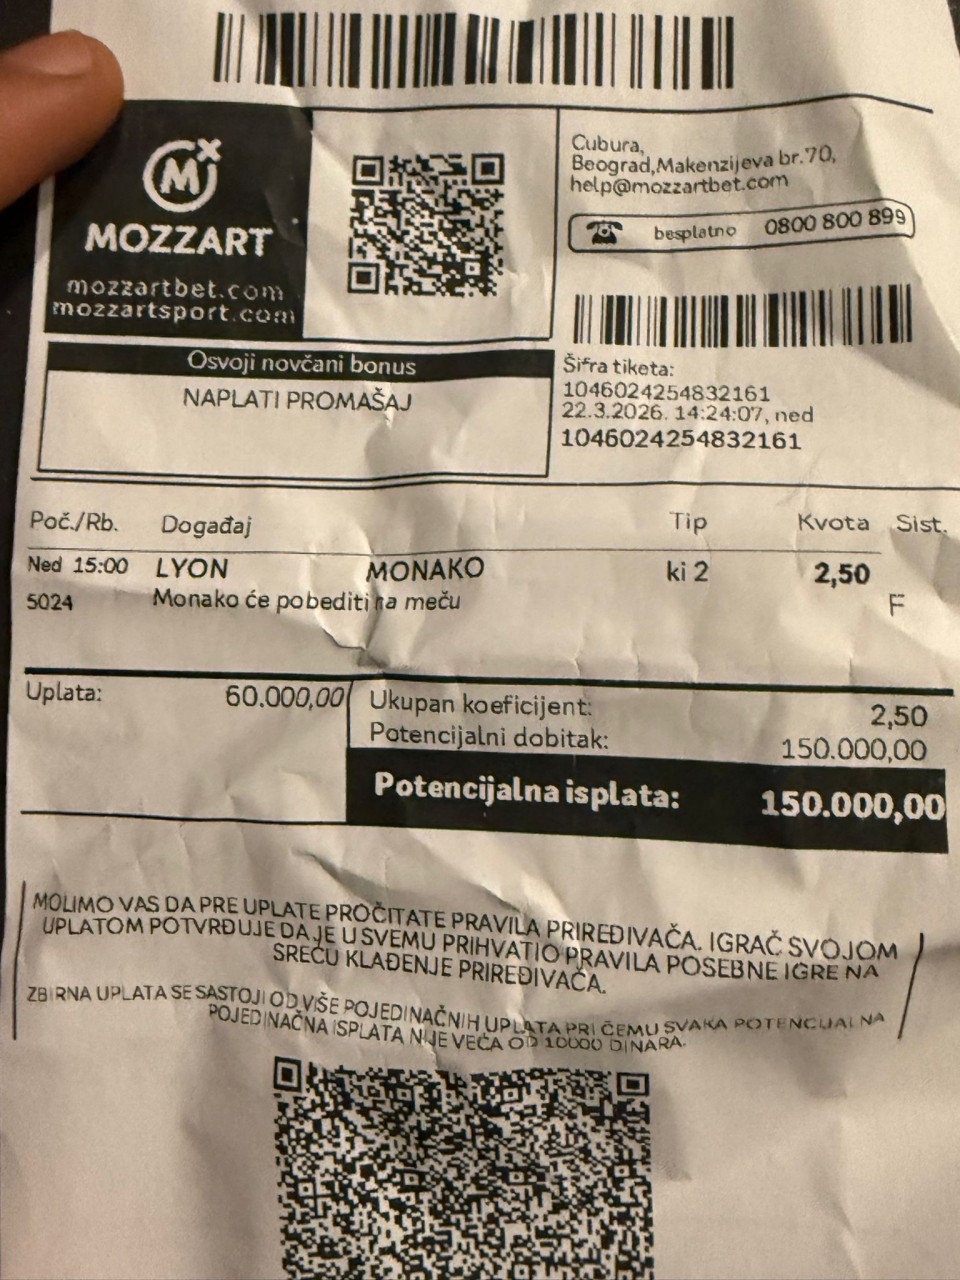 MOZZART
mozzartbet.com
mozzartsport.com
Cubura,
Beograd,Makenzijeva br.70,
help@mozzartbet.com
besplatno 0800 800 899
Osvoji novčani bonus
NAPLATI PROMAŠAJ
Šifra tiketa:
1046024254832161
22.3.2026. 14:24:07, ned
1046024254832161
Poč./Rb. Događaj Tip Kvota Sist.
Ned 15:00 LYON MONAKO ki 2 2,50
5024 Monako će pobediti na meču F
Uplata: 60.000,00
Ukupan koeficijent: 2,50
Potencijalni dobitak: 150.000,00
Potencijalna isplata: 150.000,00
MOLIMO VAS DA PRE UPLATE PROČITATE PRAVILA PRIREĐIVAČA. IGRAČ SVOJOM
UPLATOM POTVRĐUJE DA JE U SVEMU PRIHVATIO PRAVILA POSEBNE IGRE NA
SREĆU KLAĐENJE PRIREĐIVAČA.
ZBIRNA UPLATA SE SASTOJI OD VIŠE POJEDINAČNIH UPLATA PRI ČEMU SVAKA POTENCIJALNA
POJEDINAČNA ISPLATA NIJE VEĆA OD 10000 DINARA.